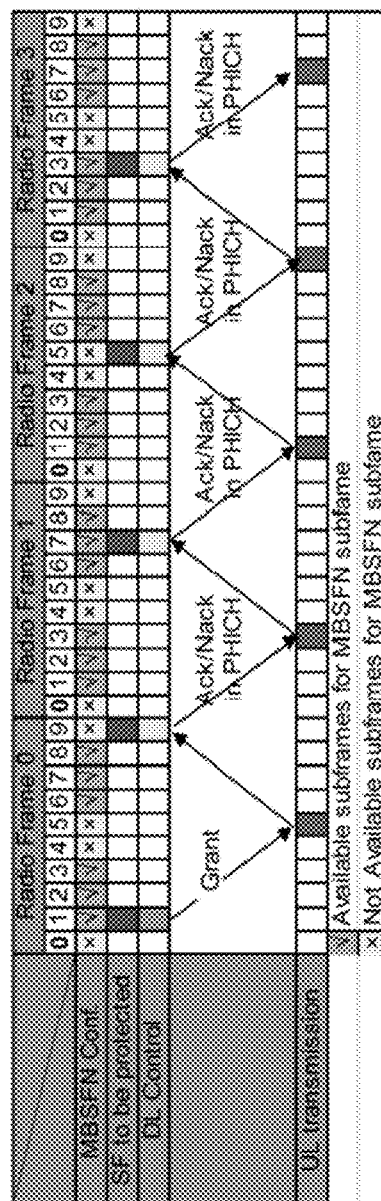 Radio Frame 0 Radio Frame 1 Radio Frame 2 Radio Frame 3
0 1 2 3 4 5 6 7 8 9 0 1 2 3 4 5 6 7 8 9 0 1 2 3 4 5 6 7 8 9 0 1 2 3 4 5 6 7 8 9
MBSFN Conf. × √ √ √ × × √ √ √ × × √ √ √ × × √ √ √ × × √ √ √ × × √ √ √ × × √ √ √ × × √ √ √ ×
SF to be protected
DL Control
Grant
Ack/Nack
in PHICH
Ack/Nack
in PHICH
Ack/Nack
in PHICH
Ack/Nack
in PHICH
UL transmission
√ Available subframes for MBSFN subfame
× Not Available subframes for MBSFN subfame